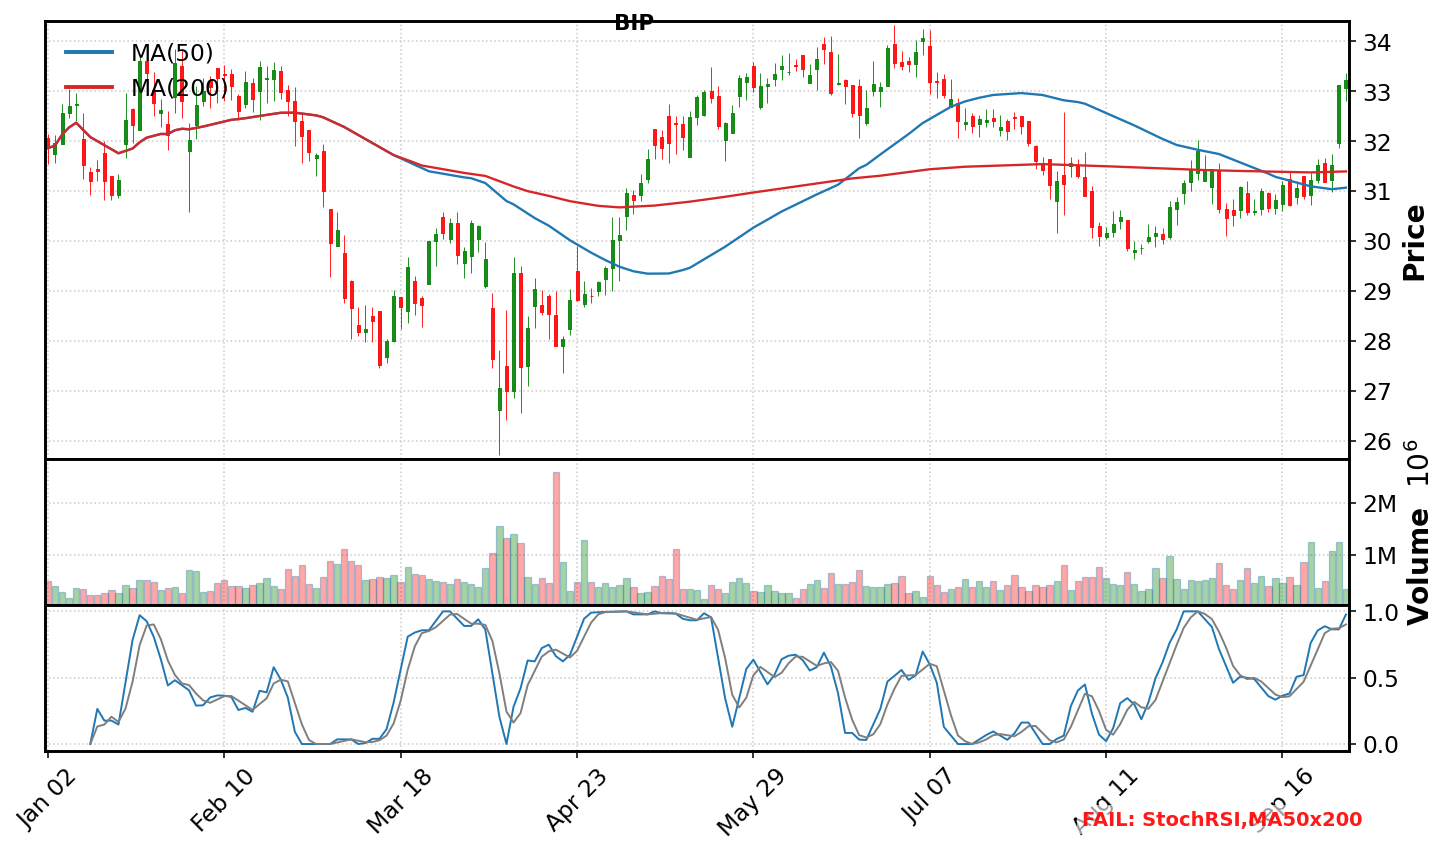 BIP
MA(50)
MA(200)
34
33
32
31
30
29
28
27
26
Price
10^6
2M
1M
Volume
1.0
0.5
0.0
Jan 02
Feb 10
Mar 18
Apr 23
May 29
Jul 07
Aug 11
Sep 16
FAIL: StochRSI,MA50x200